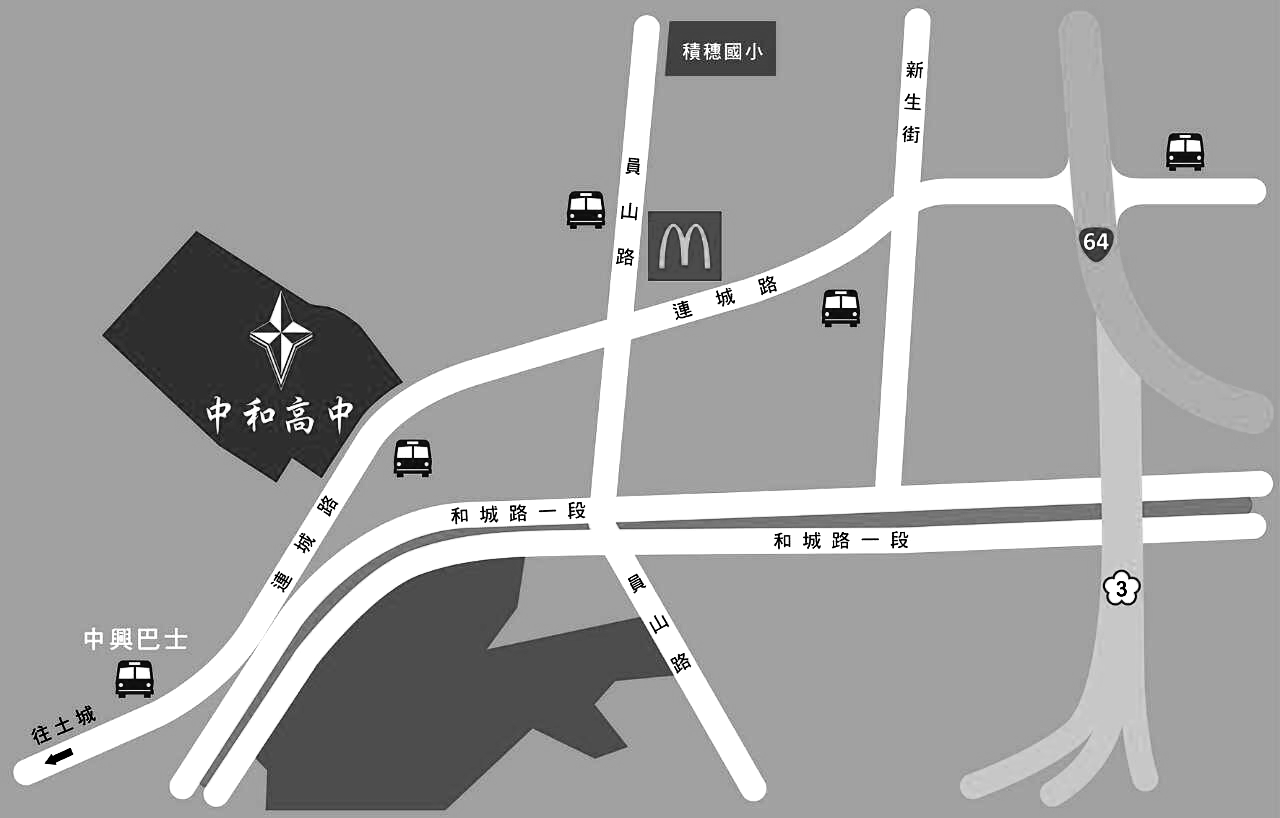 積穗國小
新生街
員山路
64
連城路
中和高中
連城路
和城路一段
和城路一段
員山路
3
中興巴士
往土城